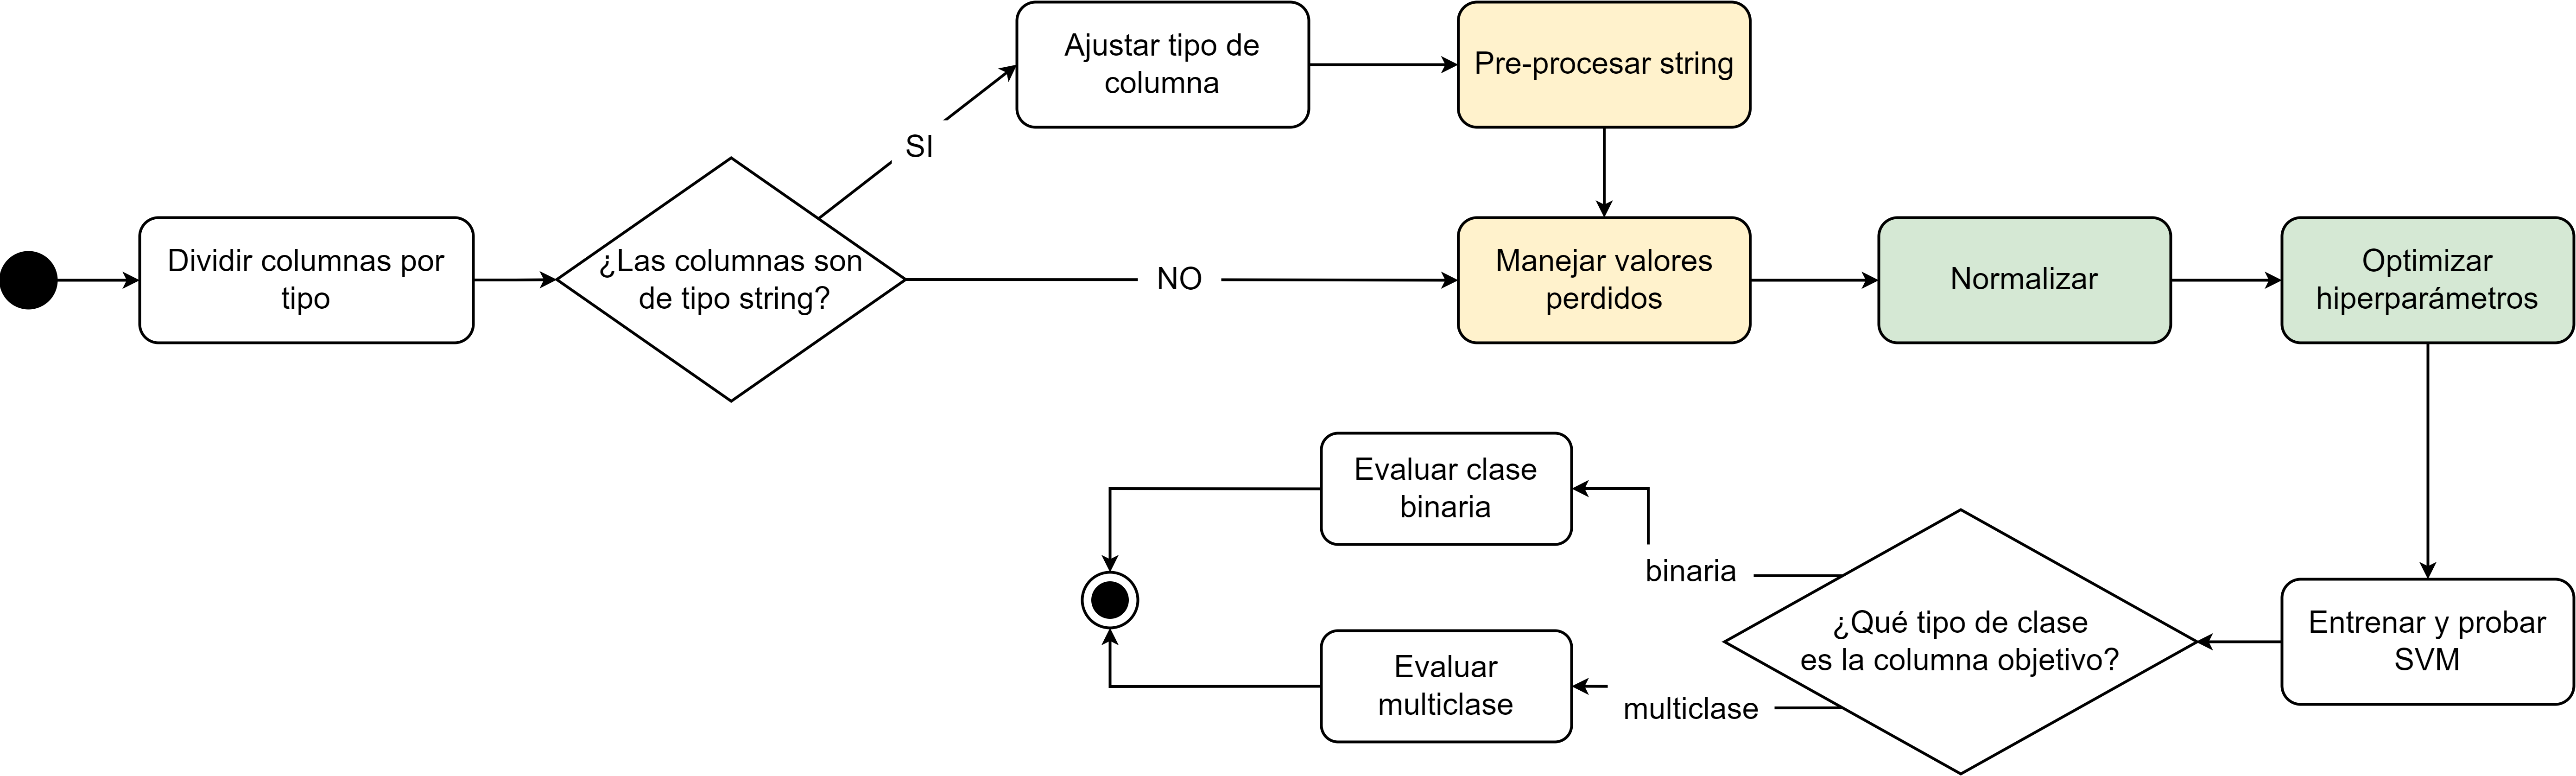 Ajustar tipo de
columna
Pre-procesar string
SI
Dividir columnas por
tipo
¿Las columnas son
de tipo string?
NO
Manejar valores
perdidos
Normalizar
Optimizar
hiperparámetros
Evaluar clase
binaria
binaria
¿Qué tipo de clase
es la columna objetivo?
Entrenar y probar
SVM
Evaluar
multiclase
multiclase